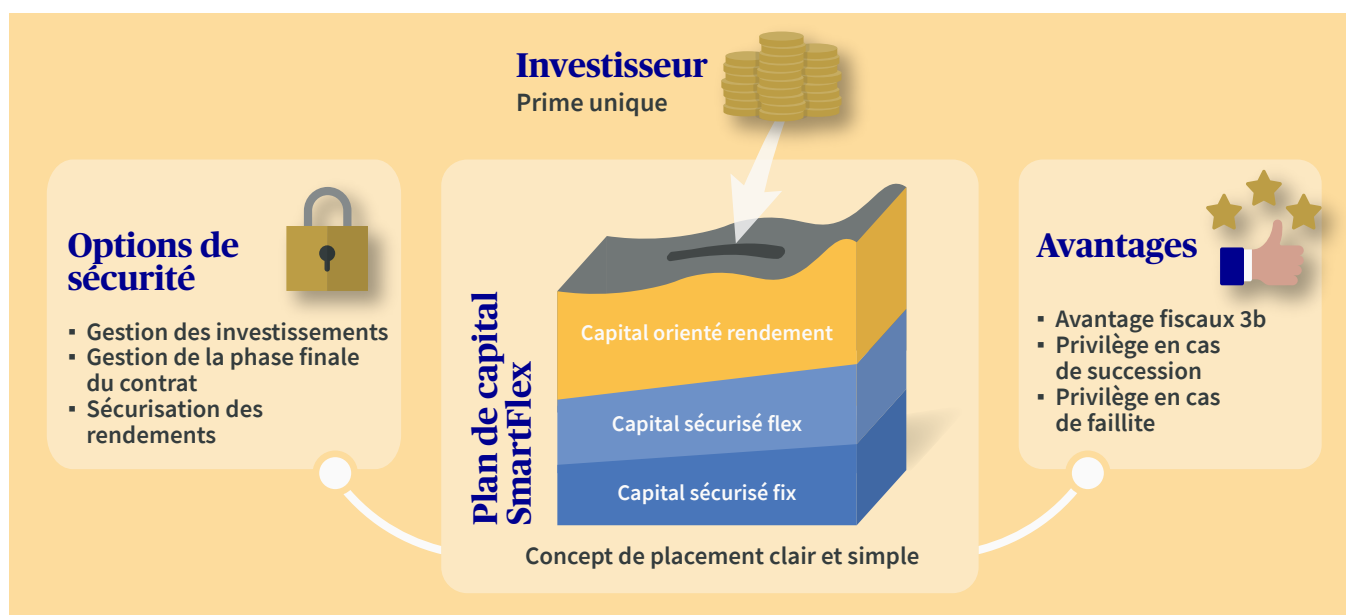 Investisseur
Prime unique
Options de
sécurité
▪ Gestion des investissements
▪ Gestion de la phase finale
du contrat
▪ Sécurisation des
rendements
Plan de capital
SmartFlex
Capital orienté rendement
Capital sécurisé flex
Capital sécurisé fix
Concept de placement clair et simple
Avantages
▪ Avantage fiscaux 3b
▪ Privilège en cas
de succession
▪ Privilège en cas
de faillite